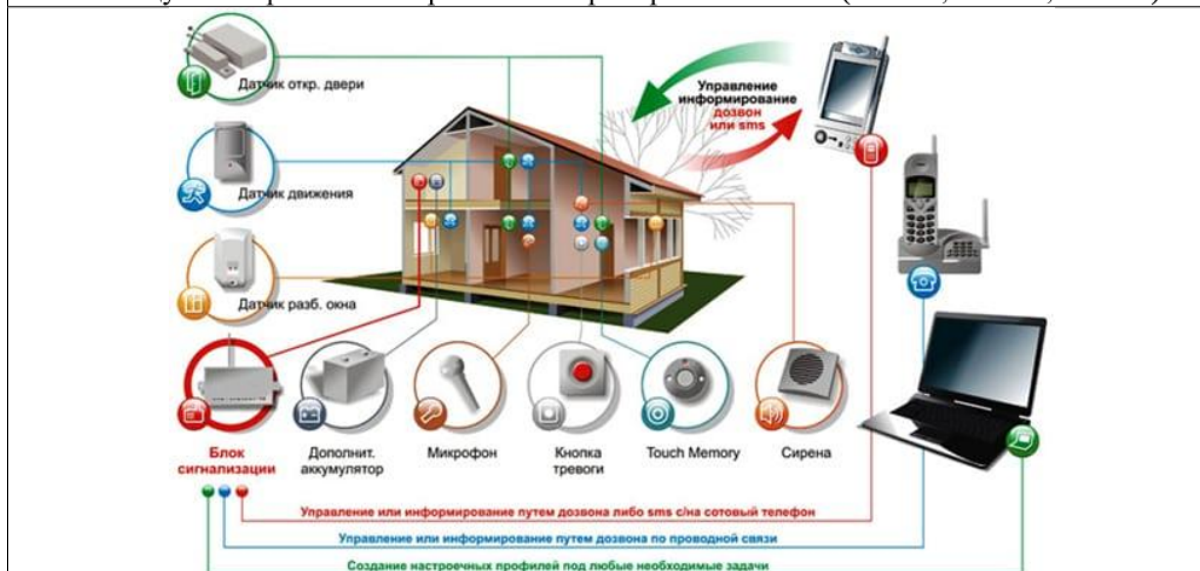 Датчик откр. двери
Управление
информирование
дозвон
или sms
Датчик движения
Датчик разб. окна
Блок
сигнализации
Дополнит.
аккумулятор
Микрофон
Кнопка
тревоги
Touch Memory
Сирена
Управление или информирование путем дозвона либо sms с/на сотовый телефон
Управление или информирование путем дозвона по проводной связи
Создание настроечных профилей под любые необходимые задачи